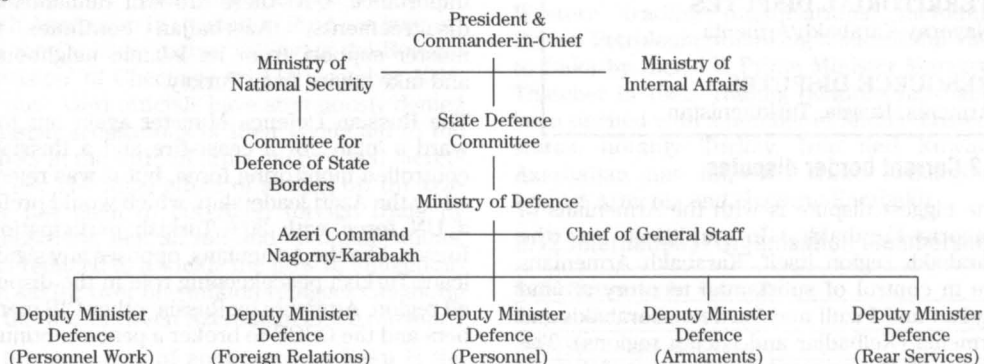 President &
Commander-in-Chief
Ministry of
National Security
Ministry of
Internal Affairs
State Defence
Committee
Committee for
Defence of State
Borders
Ministry of Defence
Azeri Command
Nagorny-Karabakh
Chief of General Staff
Deputy Minister
Defence
(Personnel Work)
Deputy Minister
Defence
(Foreign Relations)
Deputy Minister
Defence
(Personnel)
Deputy Minister
Defence
(Armaments)
Deputy Minister
Defence
(Rear Services)